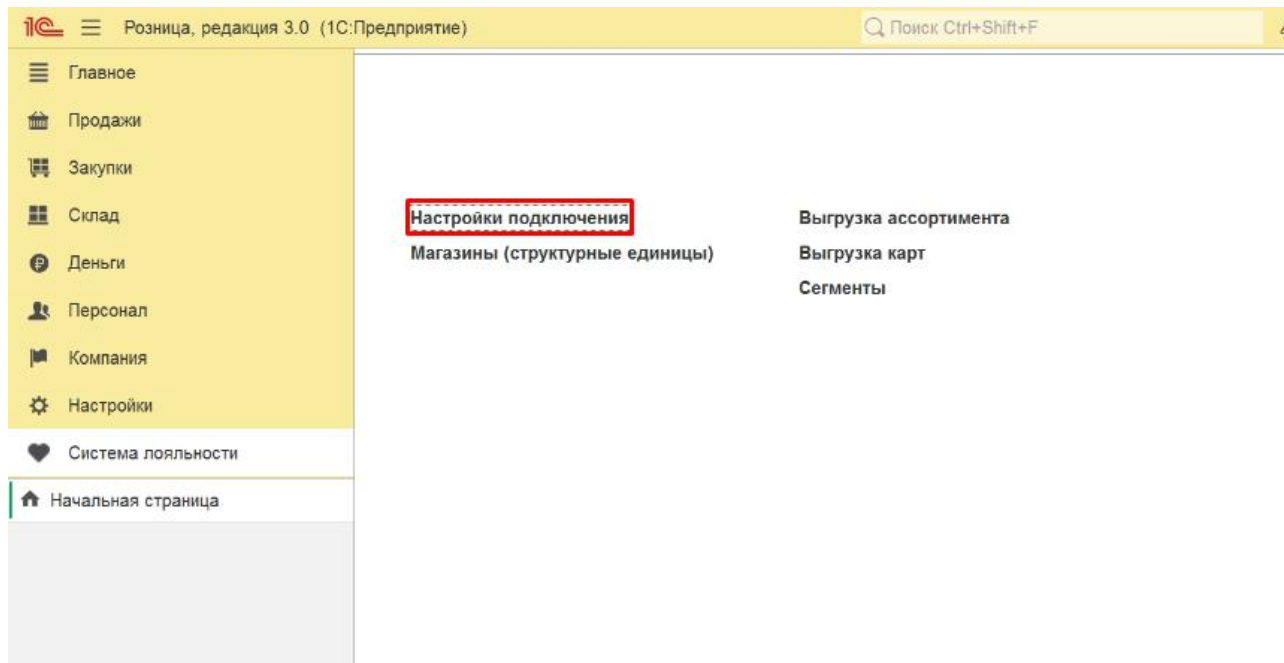 1С Розница, редакция 3.0 (1С:Предприятие) Поиск Ctrl+Shift+F
Главное
Продажи
Закупки
Склад
Деньги
Персонал
Компания
Настройки
Система лояльности
Начальная страница
Настройки подключения
Магазины (структурные единицы)
Выгрузка ассортимента
Выгрузка карт
Сегменты